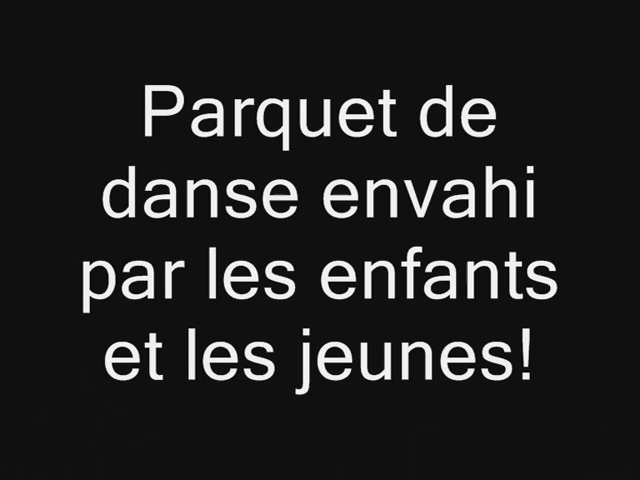 Parquet de
danse envahi
par les enfants
et les jeunes!